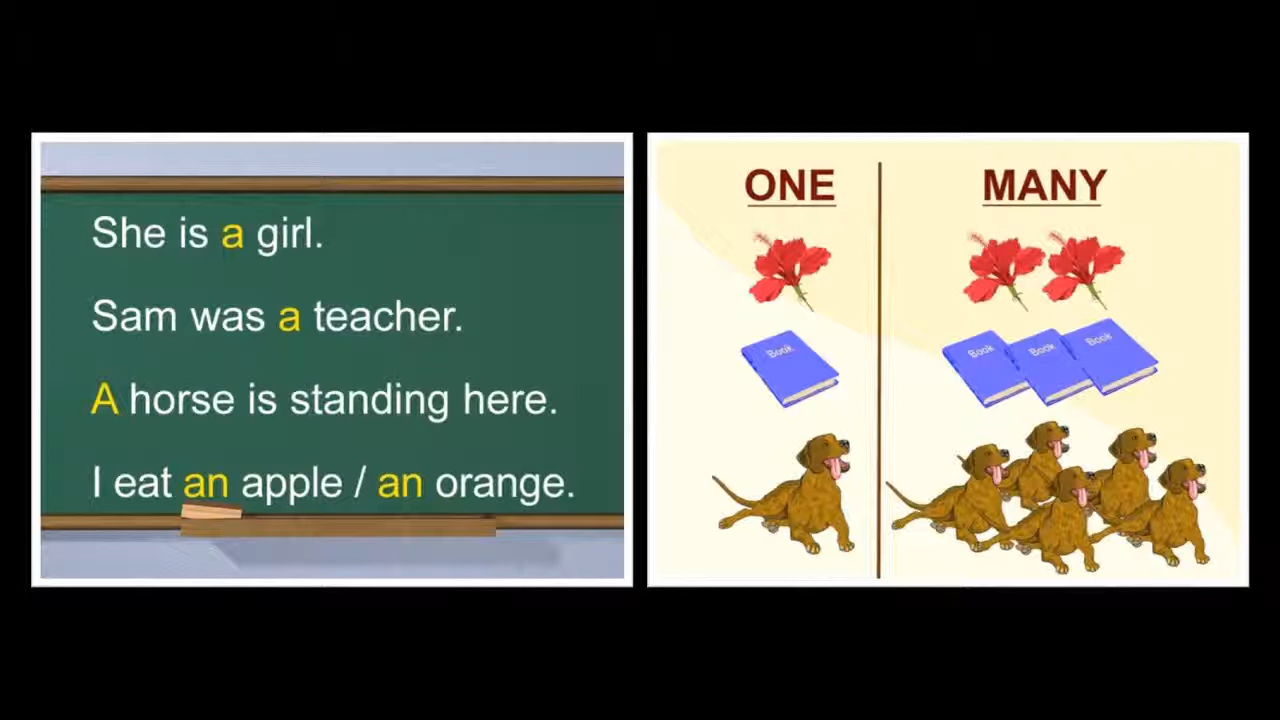 She is a girl.
Sam was a teacher.
A horse is standing here.
I eat an apple / an orange.
ONE
MANY
Book
Book
Book
Book